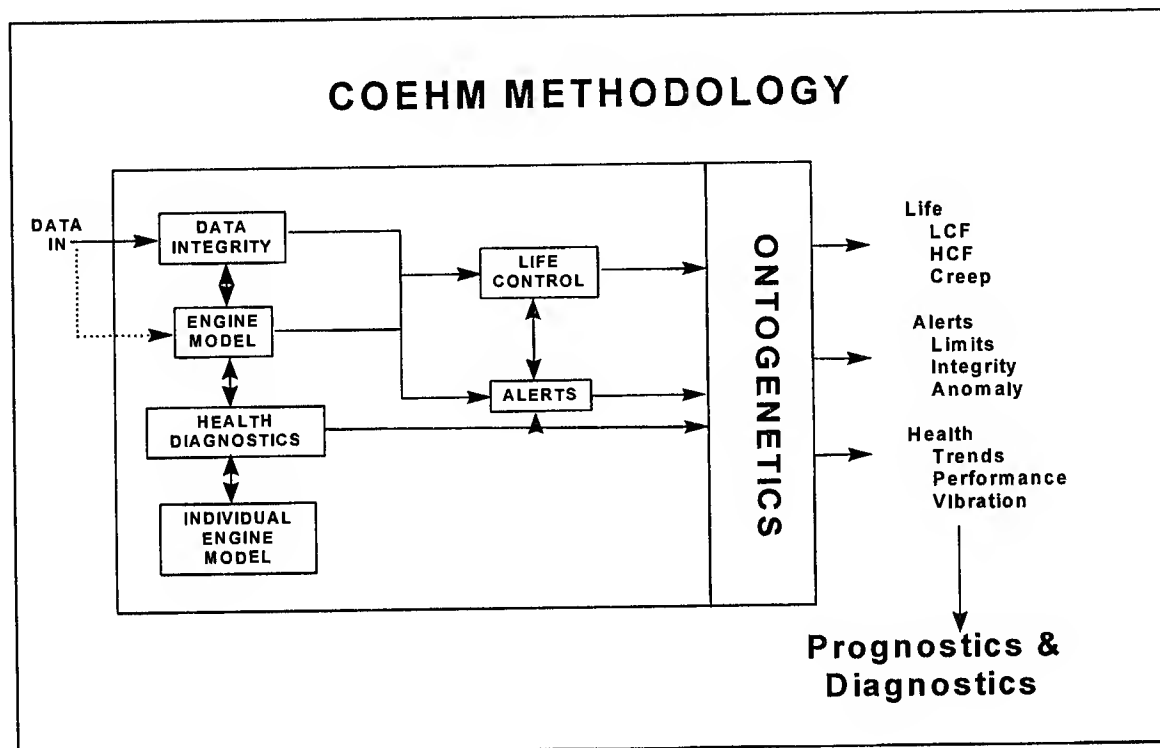 COEHM METHODOLOGY
DATA
IN
DATA
INTEGRITY
ENGINE
MODEL
HEALTH
DIAGNOSTICS
INDIVIDUAL
ENGINE
MODEL
LIFE
CONTROL
ALERTS
ONTOGENETICS
Life
LCF
HCF
Creep
Alerts
Limits
Integrity
Anomaly
Health
Trends
Performance
VIbration
Prognostics &
Diagnostics